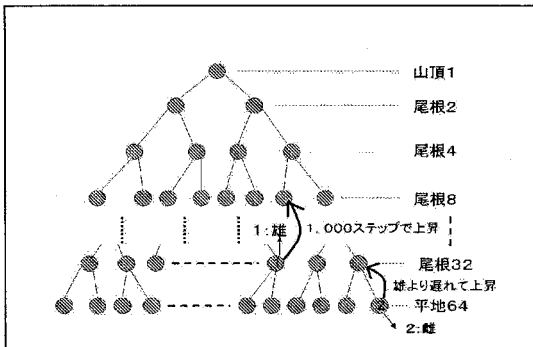 山頂1
尾根2
尾根4
尾根8
1:雄
1,000ステップで上昇
尾根32
雄より遅れて上昇
2
平地64
2:雌